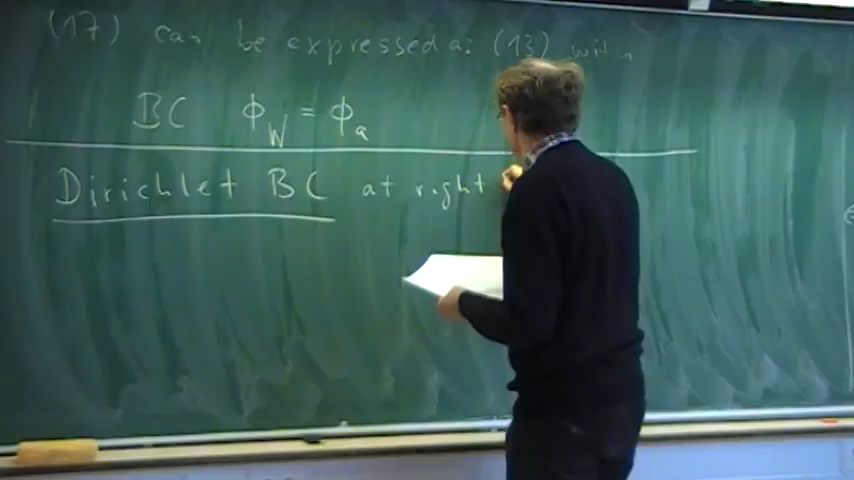 (17) can be expressed as (13) with
BC ϕ_W = ϕ_a
Dirichlet BC at right